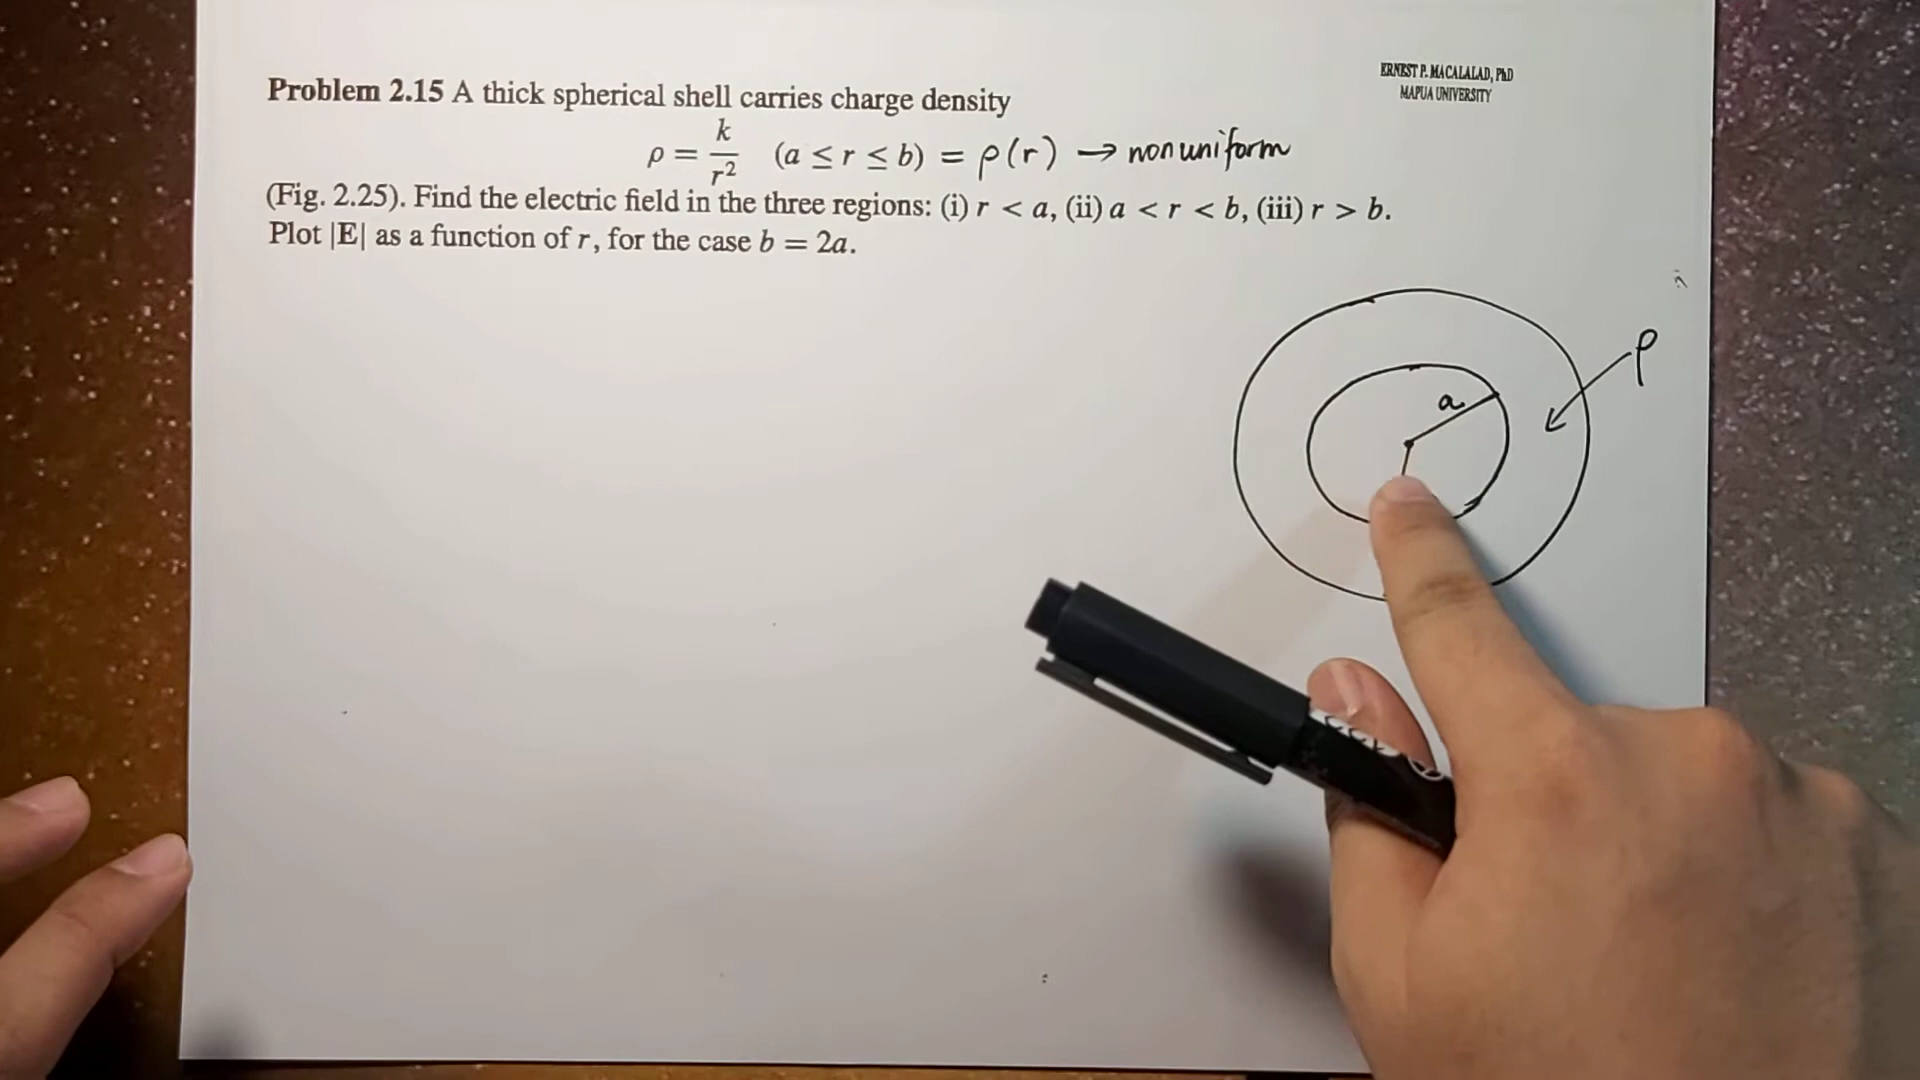 ERNEST P. MACALALAD, PhD
MAPUA UNIVERSITY
Problem 2.15 A thick spherical shell carries charge density
ρ = k/r² (a ≤ r ≤ b) = ρ(r) → nonuniform
(Fig. 2.25). Find the electric field in the three regions: (i) r < a, (ii) a < r < b, (iii) r > b.
Plot |E| as a function of r, for the case b = 2a.
ρ
a